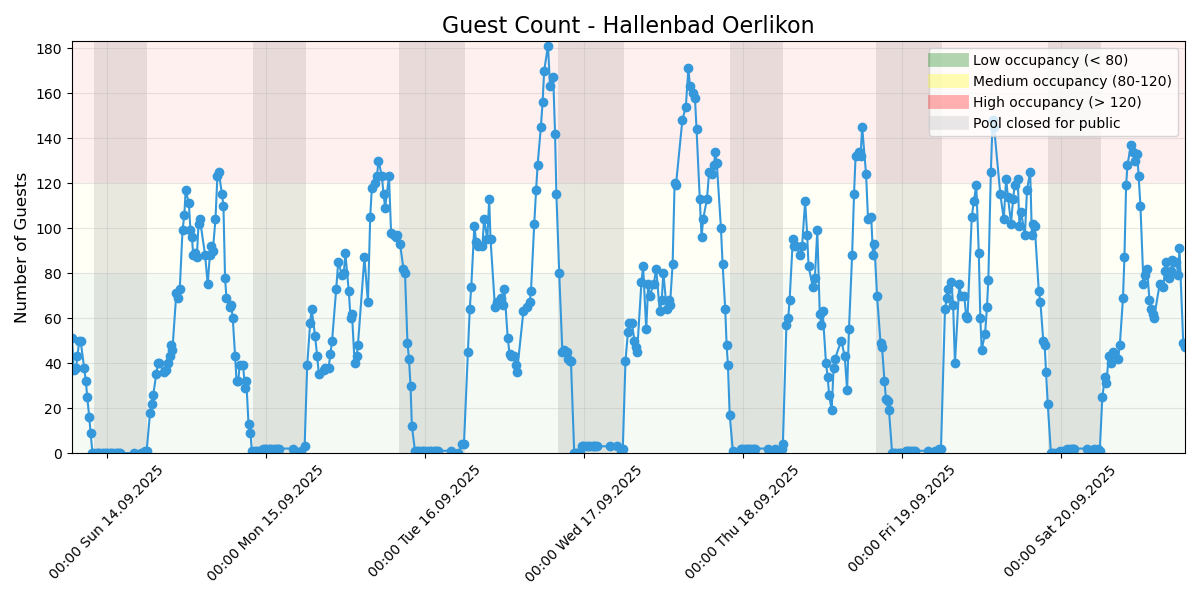 Guest Count - Hallenbad Oerlikon
Number of Guests
180
160
140
120
100
80
60
40
20
0
Low occupancy (< 80)
Medium occupancy (80-120)
High occupancy (> 120)
Pool closed for public
00:00 Sun 14.09.2025
00:00 Mon 15.09.2025
00:00 Tue 16.09.2025
00:00 Wed 17.09.2025
00:00 Thu 18.09.2025
00:00 Fri 19.09.2025
00:00 Sat 20.09.2025